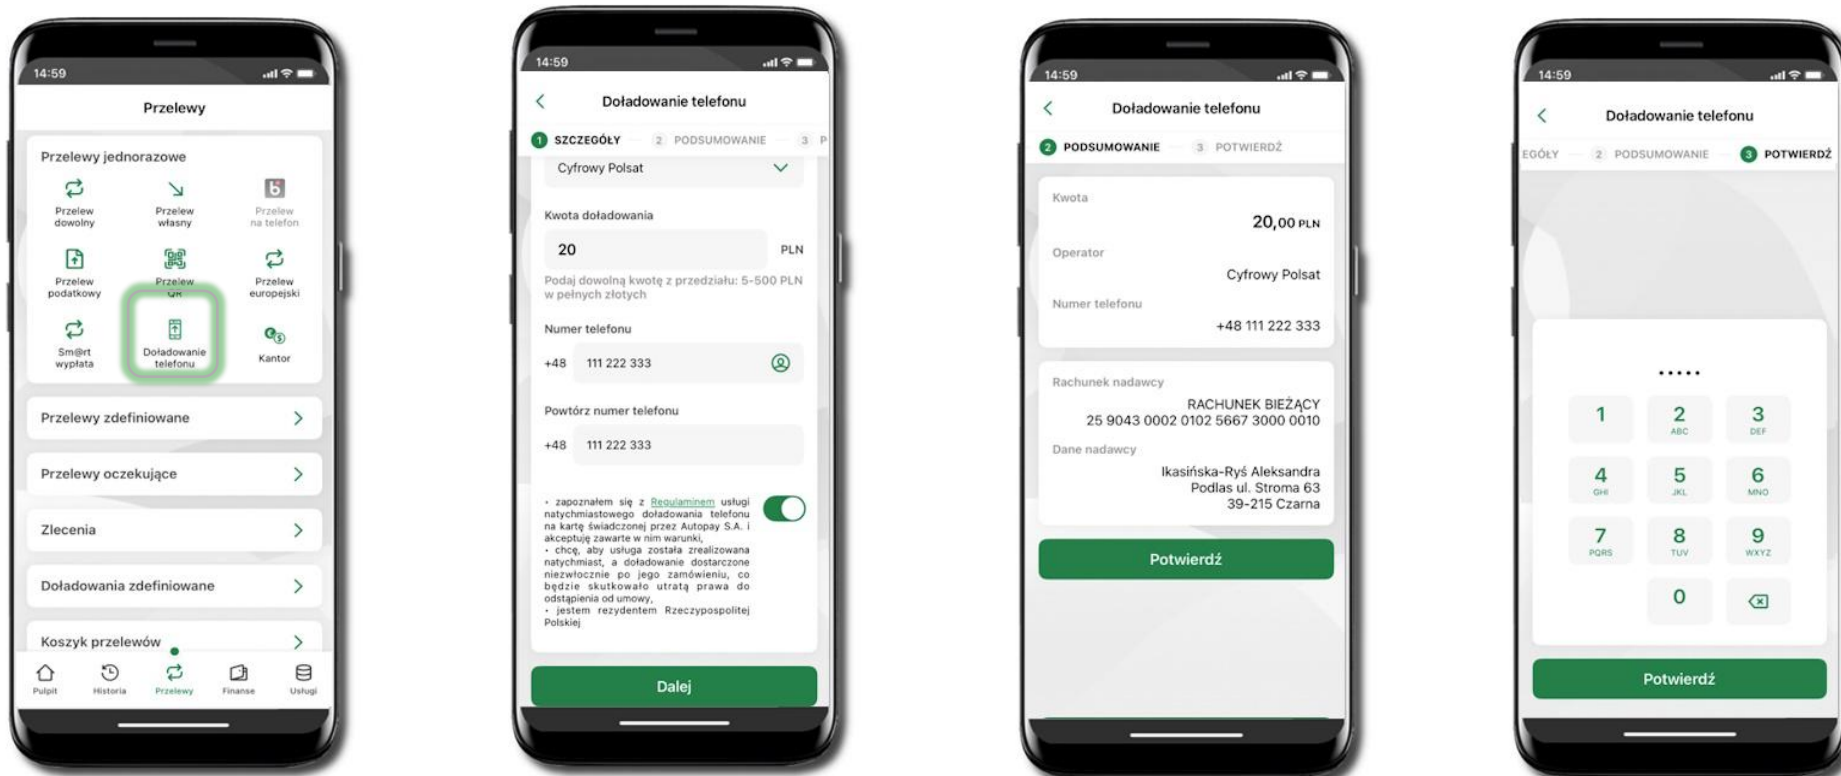 14:59
Przelewy
Przelewy jednorazowe
Przelew dowolny
Przelew własny
Przelew na telefon
Przelew podatkowy
Przelew QR
Przelew europejski
Sm@rt wypłata
Doładowanie telefonu
Kantor
Przelewy zdefiniowane
Przelewy oczekujące
Zlecenia
Doładowania zdefiniowane
Koszyk przelewów
Pulpit Historia Przelewy Finanse Usługi
14:59
Doładowanie telefonu
1 SZCZEGÓŁY 2 PODSUMOWANIE 3 P
Cyfrowy Polsat
Kwota doładowania
20 PLN
Podaj dowolną kwotę z przedziału: 5-500 PLN
w pełnych złotych
Numer telefonu
+48 111 222 333
Powtórz numer telefonu
+48 111 222 333
• zapoznałem się z Regulaminem usługi
natychmiastowego doładowania telefonu
na kartę świadczonej przez Autopay S.A. i
akceptuję zawarte w nim warunki,
• chcę, aby usługa została zrealizowana
natychmiast, a doładowanie dostarczone
niezwłocznie po jego zamówieniu, co
będzie skutkowało utratą prawa do
odstąpienia od umowy,
• jestem rezydentem Rzeczypospolitej
Polskiej
Dalej
14:59
Doładowanie telefonu
2 PODSUMOWANIE 3 POTWIERDŹ
Kwota
20,00 PLN
Operator
Cyfrowy Polsat
Numer telefonu
+48 111 222 333
Rachunek nadawcy
RACHUNEK BIEŻĄCY
25 9043 0002 0102 5667 3000 0010
Dane nadawcy
Ikasińska-Ryś Aleksandra
Podlas ul. Stroma 63
39-215 Czarna
Potwierdź
14:59
Doładowanie telefonu
EGÓŁY 2 PODSUMOWANIE 3 POTWIERDŹ
•••••
1 2 3
ABC DEF
4 5 6
GHI JKL MNO
7 8 9
PQRS TUV WXYZ
0
Potwierdź